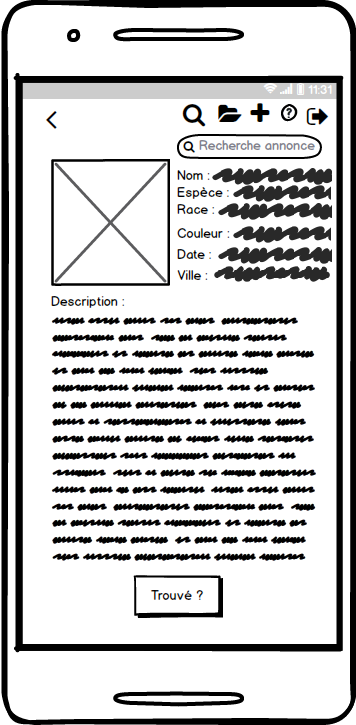 11:31
Recherche annonce
Nom :
Espèce :
Race :
Couleur :
Date :
Ville :
Description :
Trouvé ?